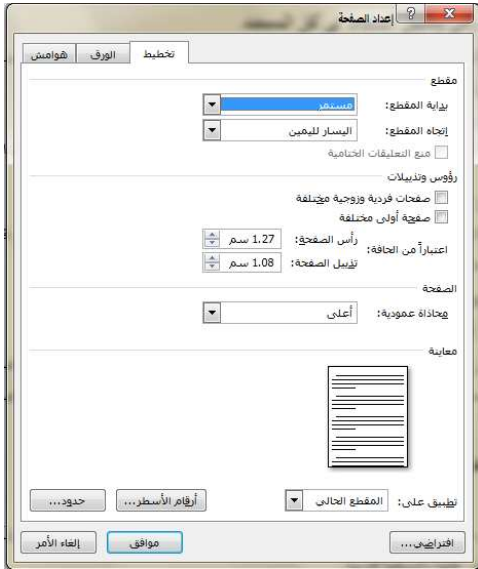 إعداد الصفحة
هوامش الورق تخطيط
مقطع
بداية المقطع: مستمر
إتجاه المقطع: اليسار لليمين
منع التعليقات الختامية
رؤوس وتذييلات
صفحات فردية وزوجية مختلفة
صفحة أولى مختلفة
اعتباراً من الحافة: رأس الصفحة: 1.27 سم
تذييل الصفحة: 1.08 سم
الصفحة
محاذاة عمودية: أعلى
معاينة
تطبيق على: المقطع الحالي أرقام الأسطر... حدود...
افتراضي... موافق إلغاء الأمر